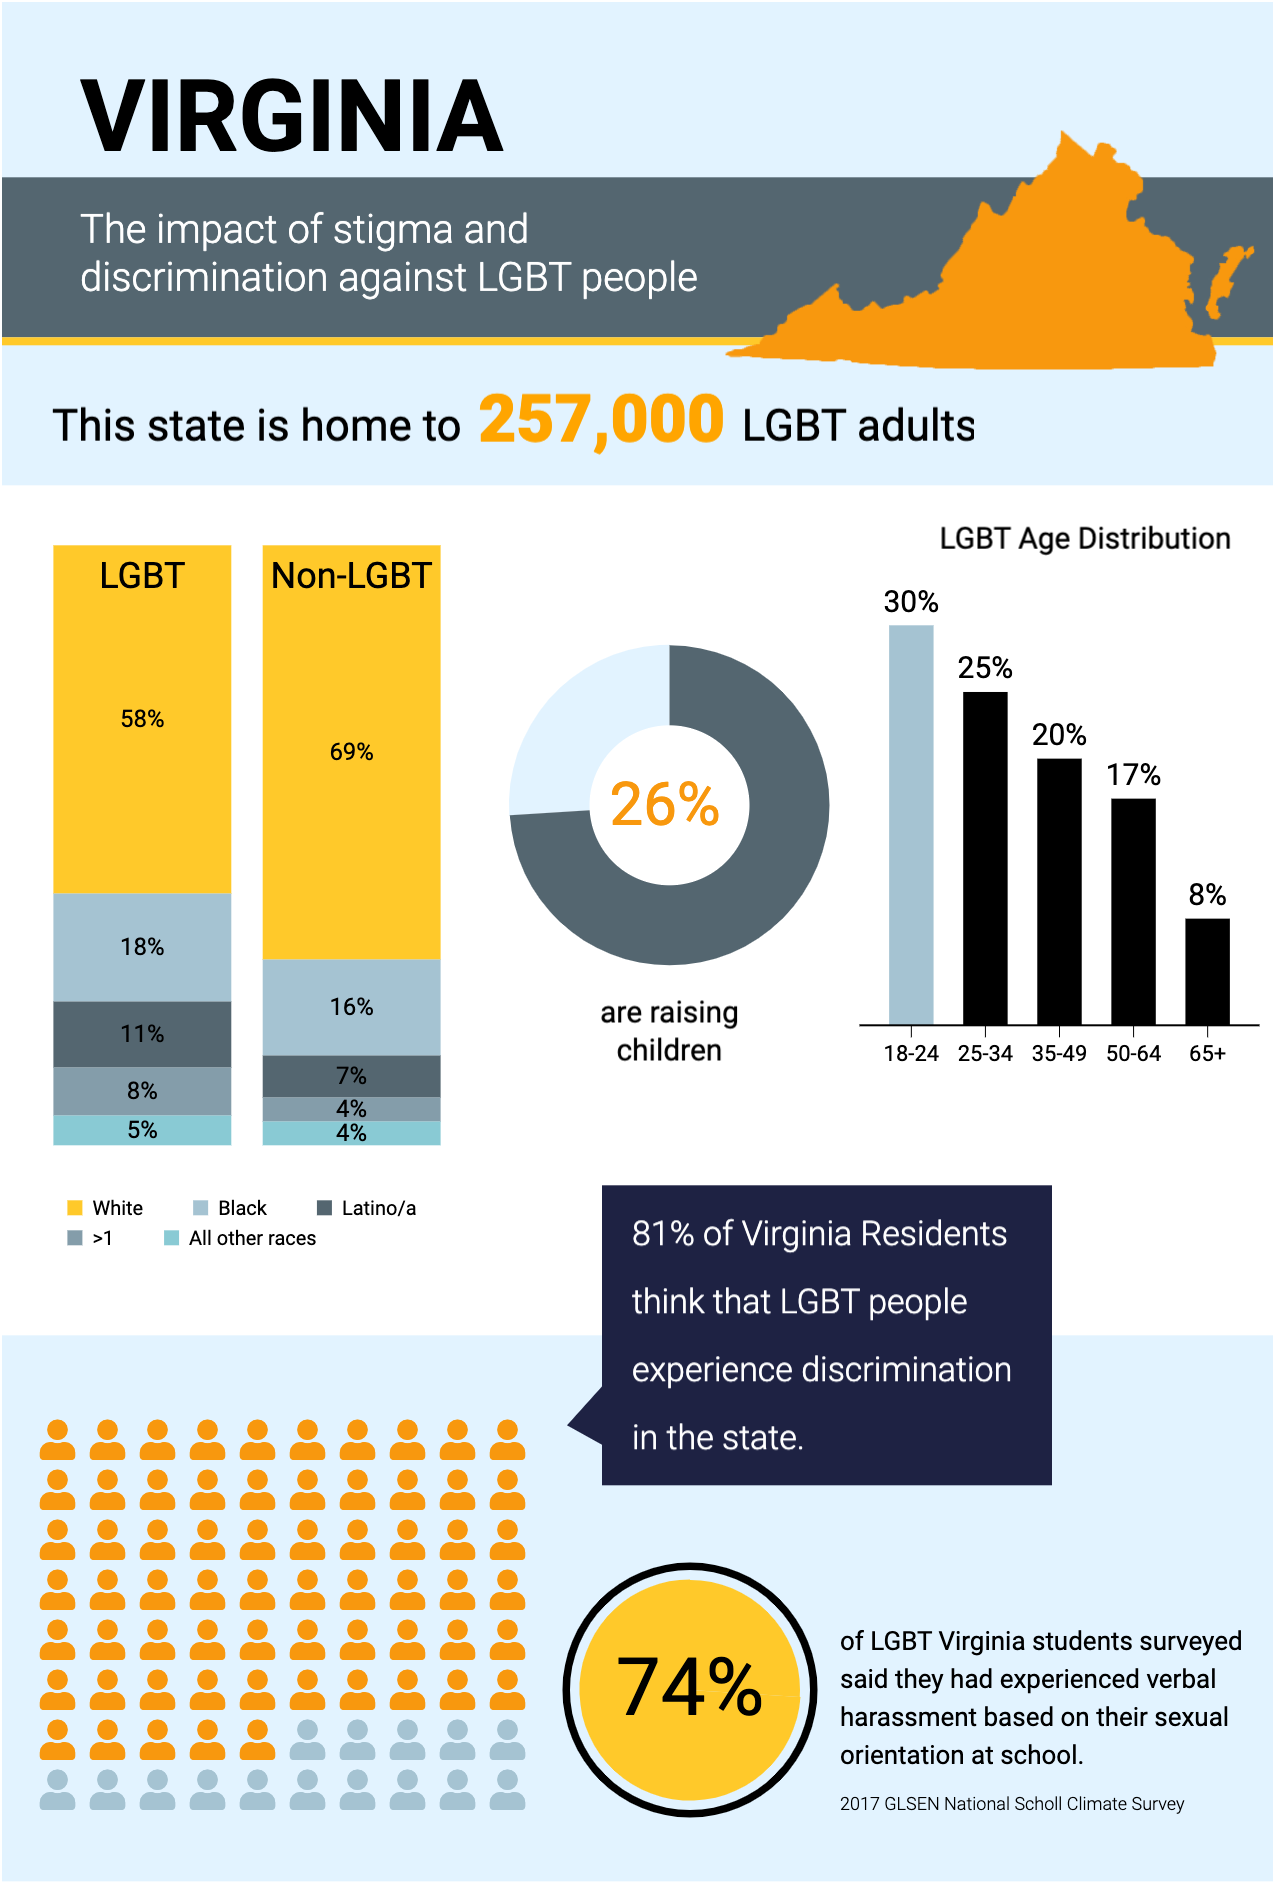 VIRGINIA
The impact of stigma and
discrimination against LGBT people
This state is home to 257,000 LGBT adults
LGBT
58%
18%
11%
8%
5%
Non-LGBT
69%
16%
7%
4%
4%
White
Black
Latino/a
>1
All other races
26%
are raising
children
LGBT Age Distribution
30%
25%
20%
17%
8%
18-24
25-34
35-49
50-64
65+
81% of Virginia Residents
think that LGBT people
experience discrimination
in the state.
74%
of LGBT Virginia students surveyed
said they had experienced verbal
harassment based on their sexual
orientation at school.
2017 GLSEN National Scholl Climate Survey